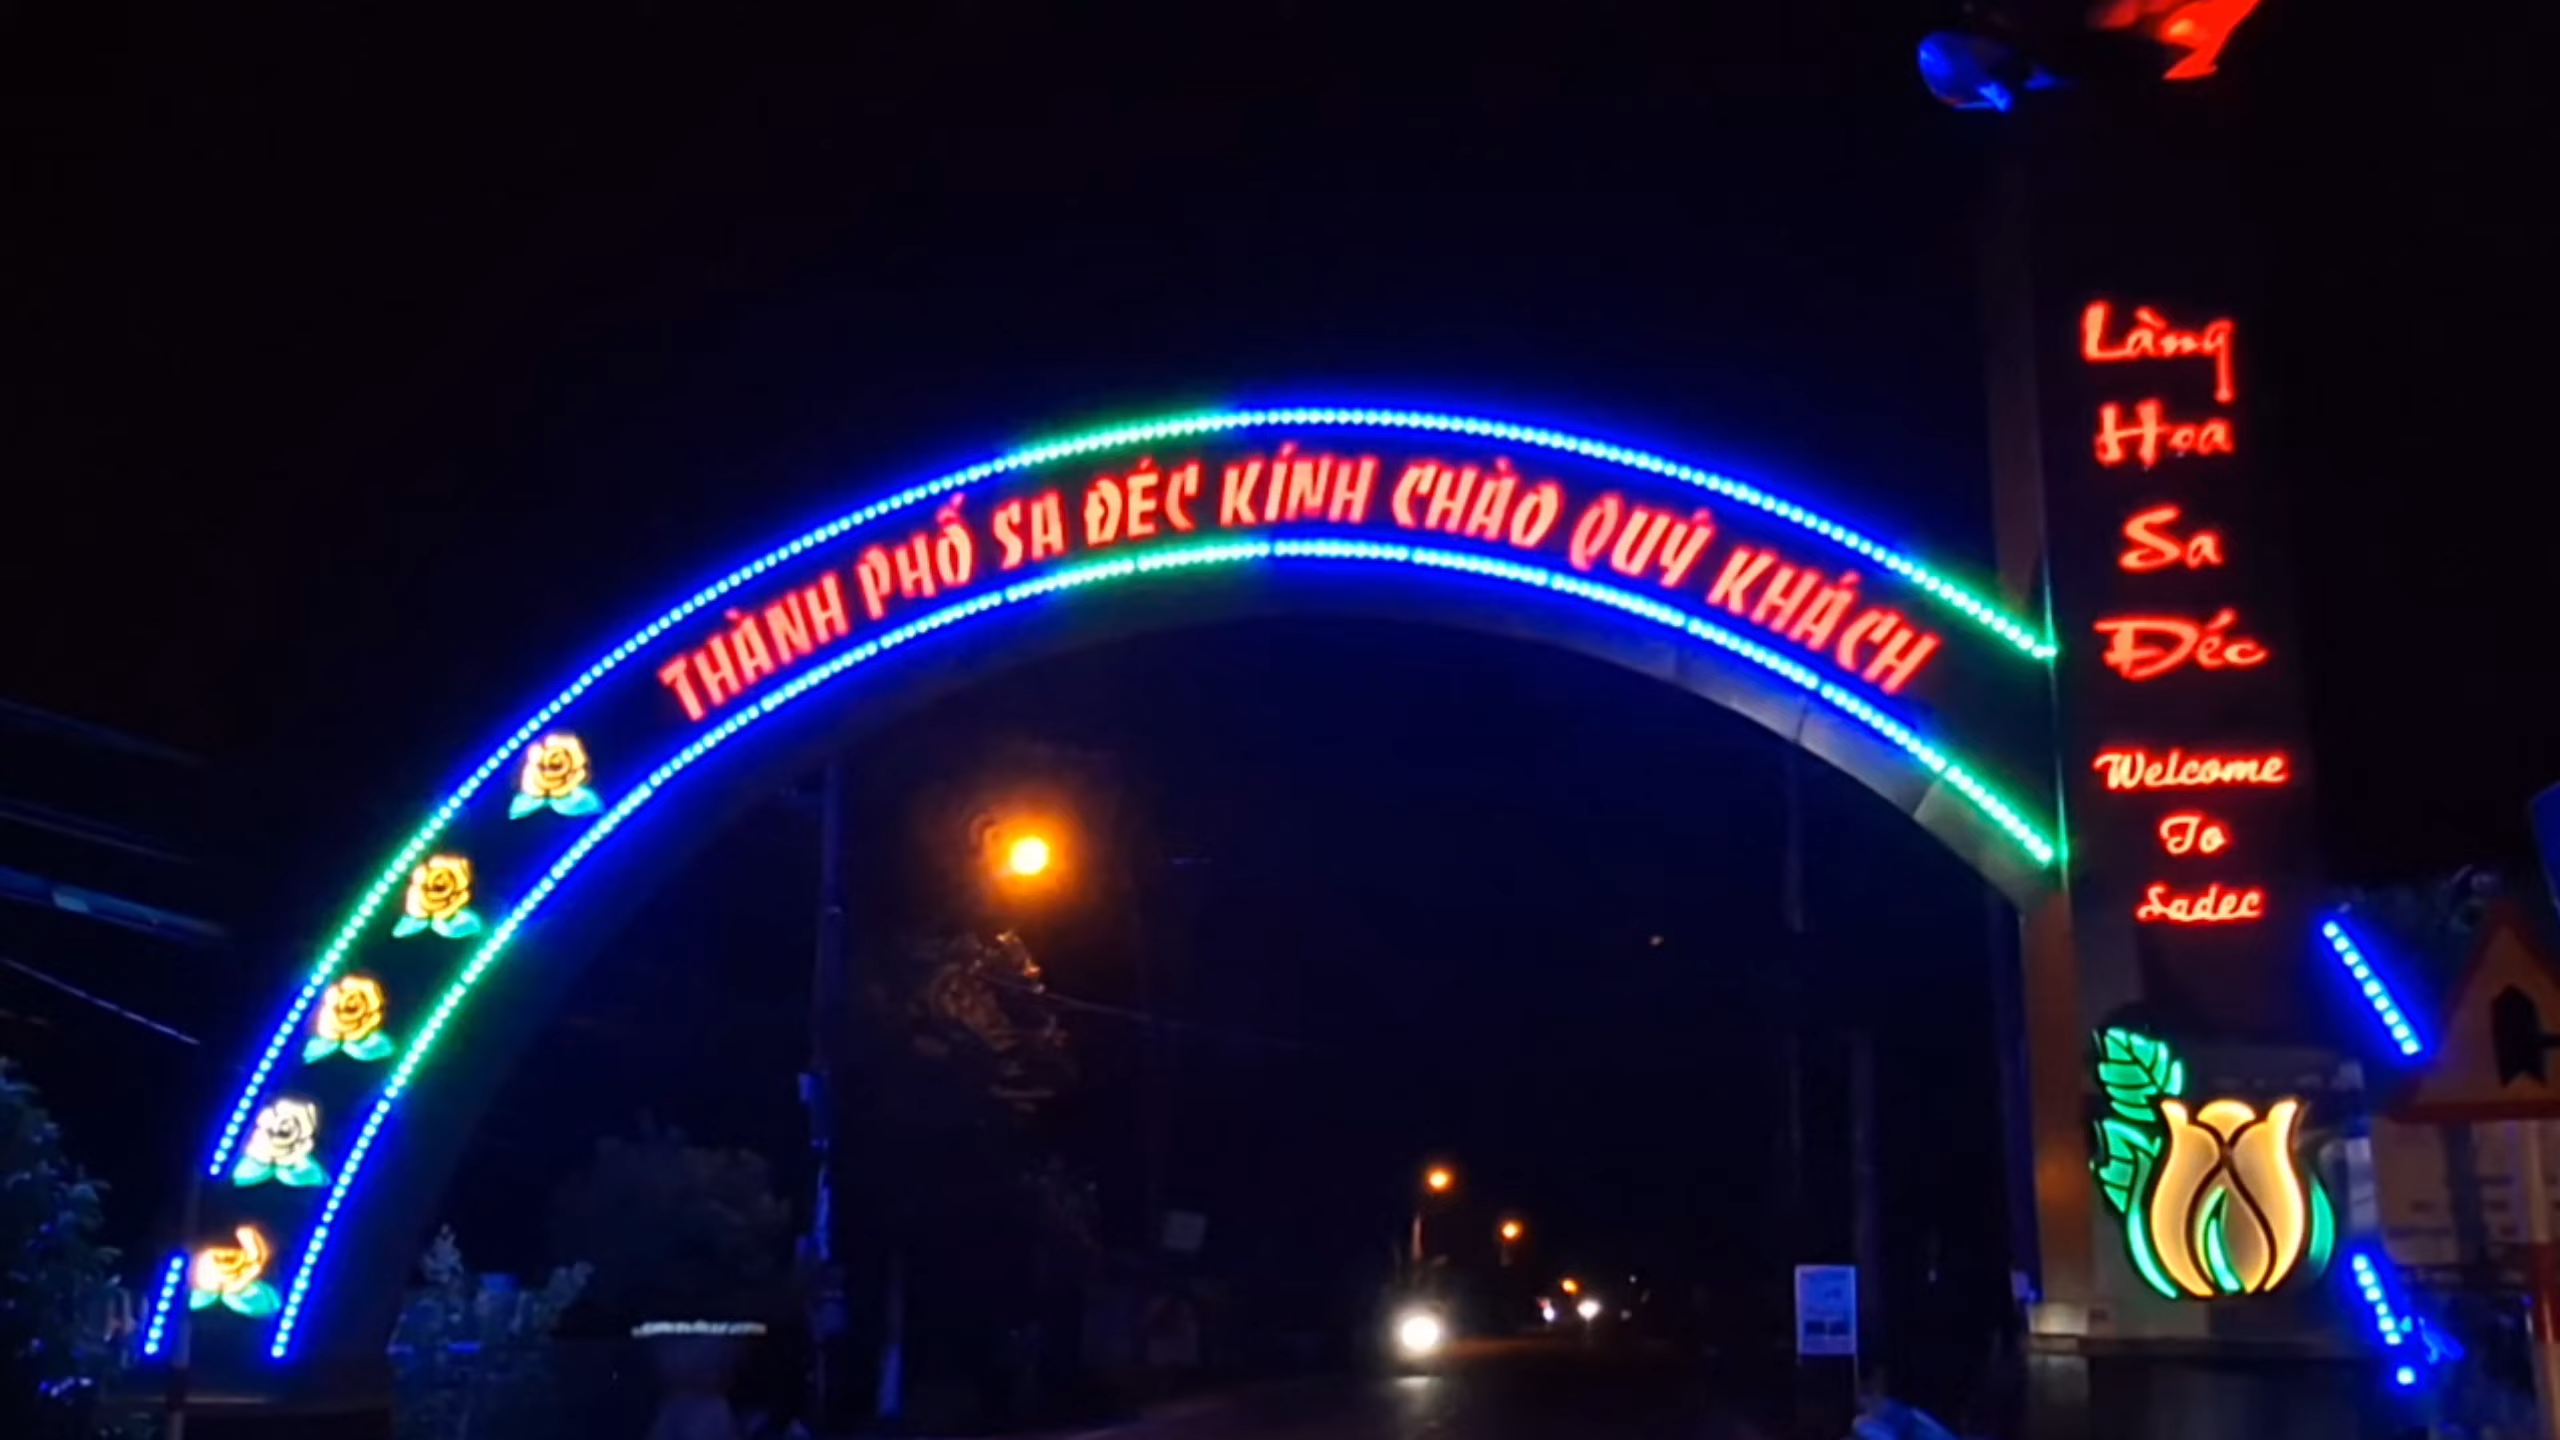 THÀNH PHỐ SA ĐÉC KÍNH CHÀO QUÝ KHÁCH
Làng
Hoa
Sa
Đéc
Welcome
To
Sadec